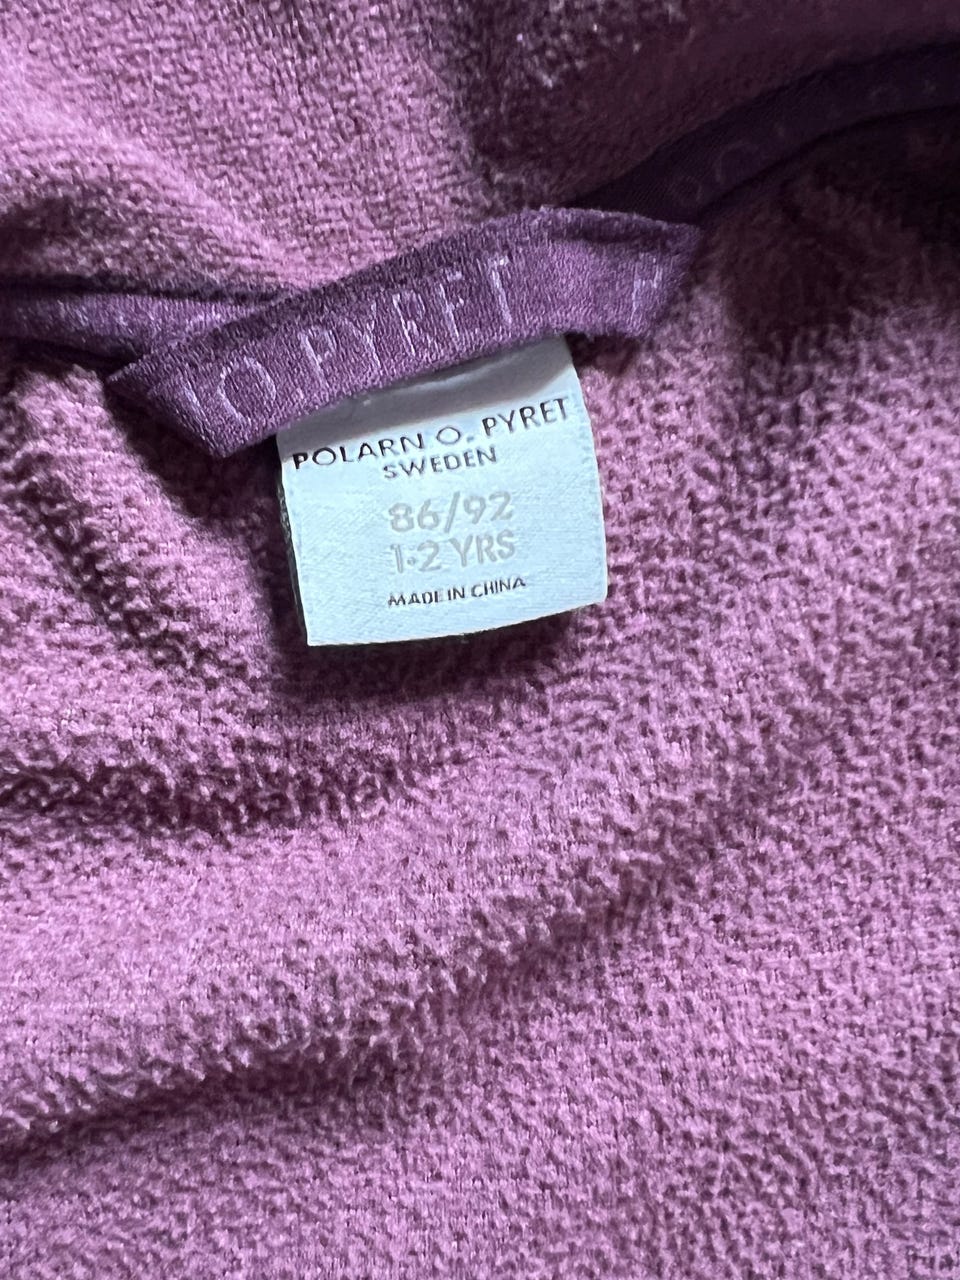 O. PYRET P
POLARN O. PYRET
SWEDEN
86/92
1-2 YRS
MADE IN CHINA